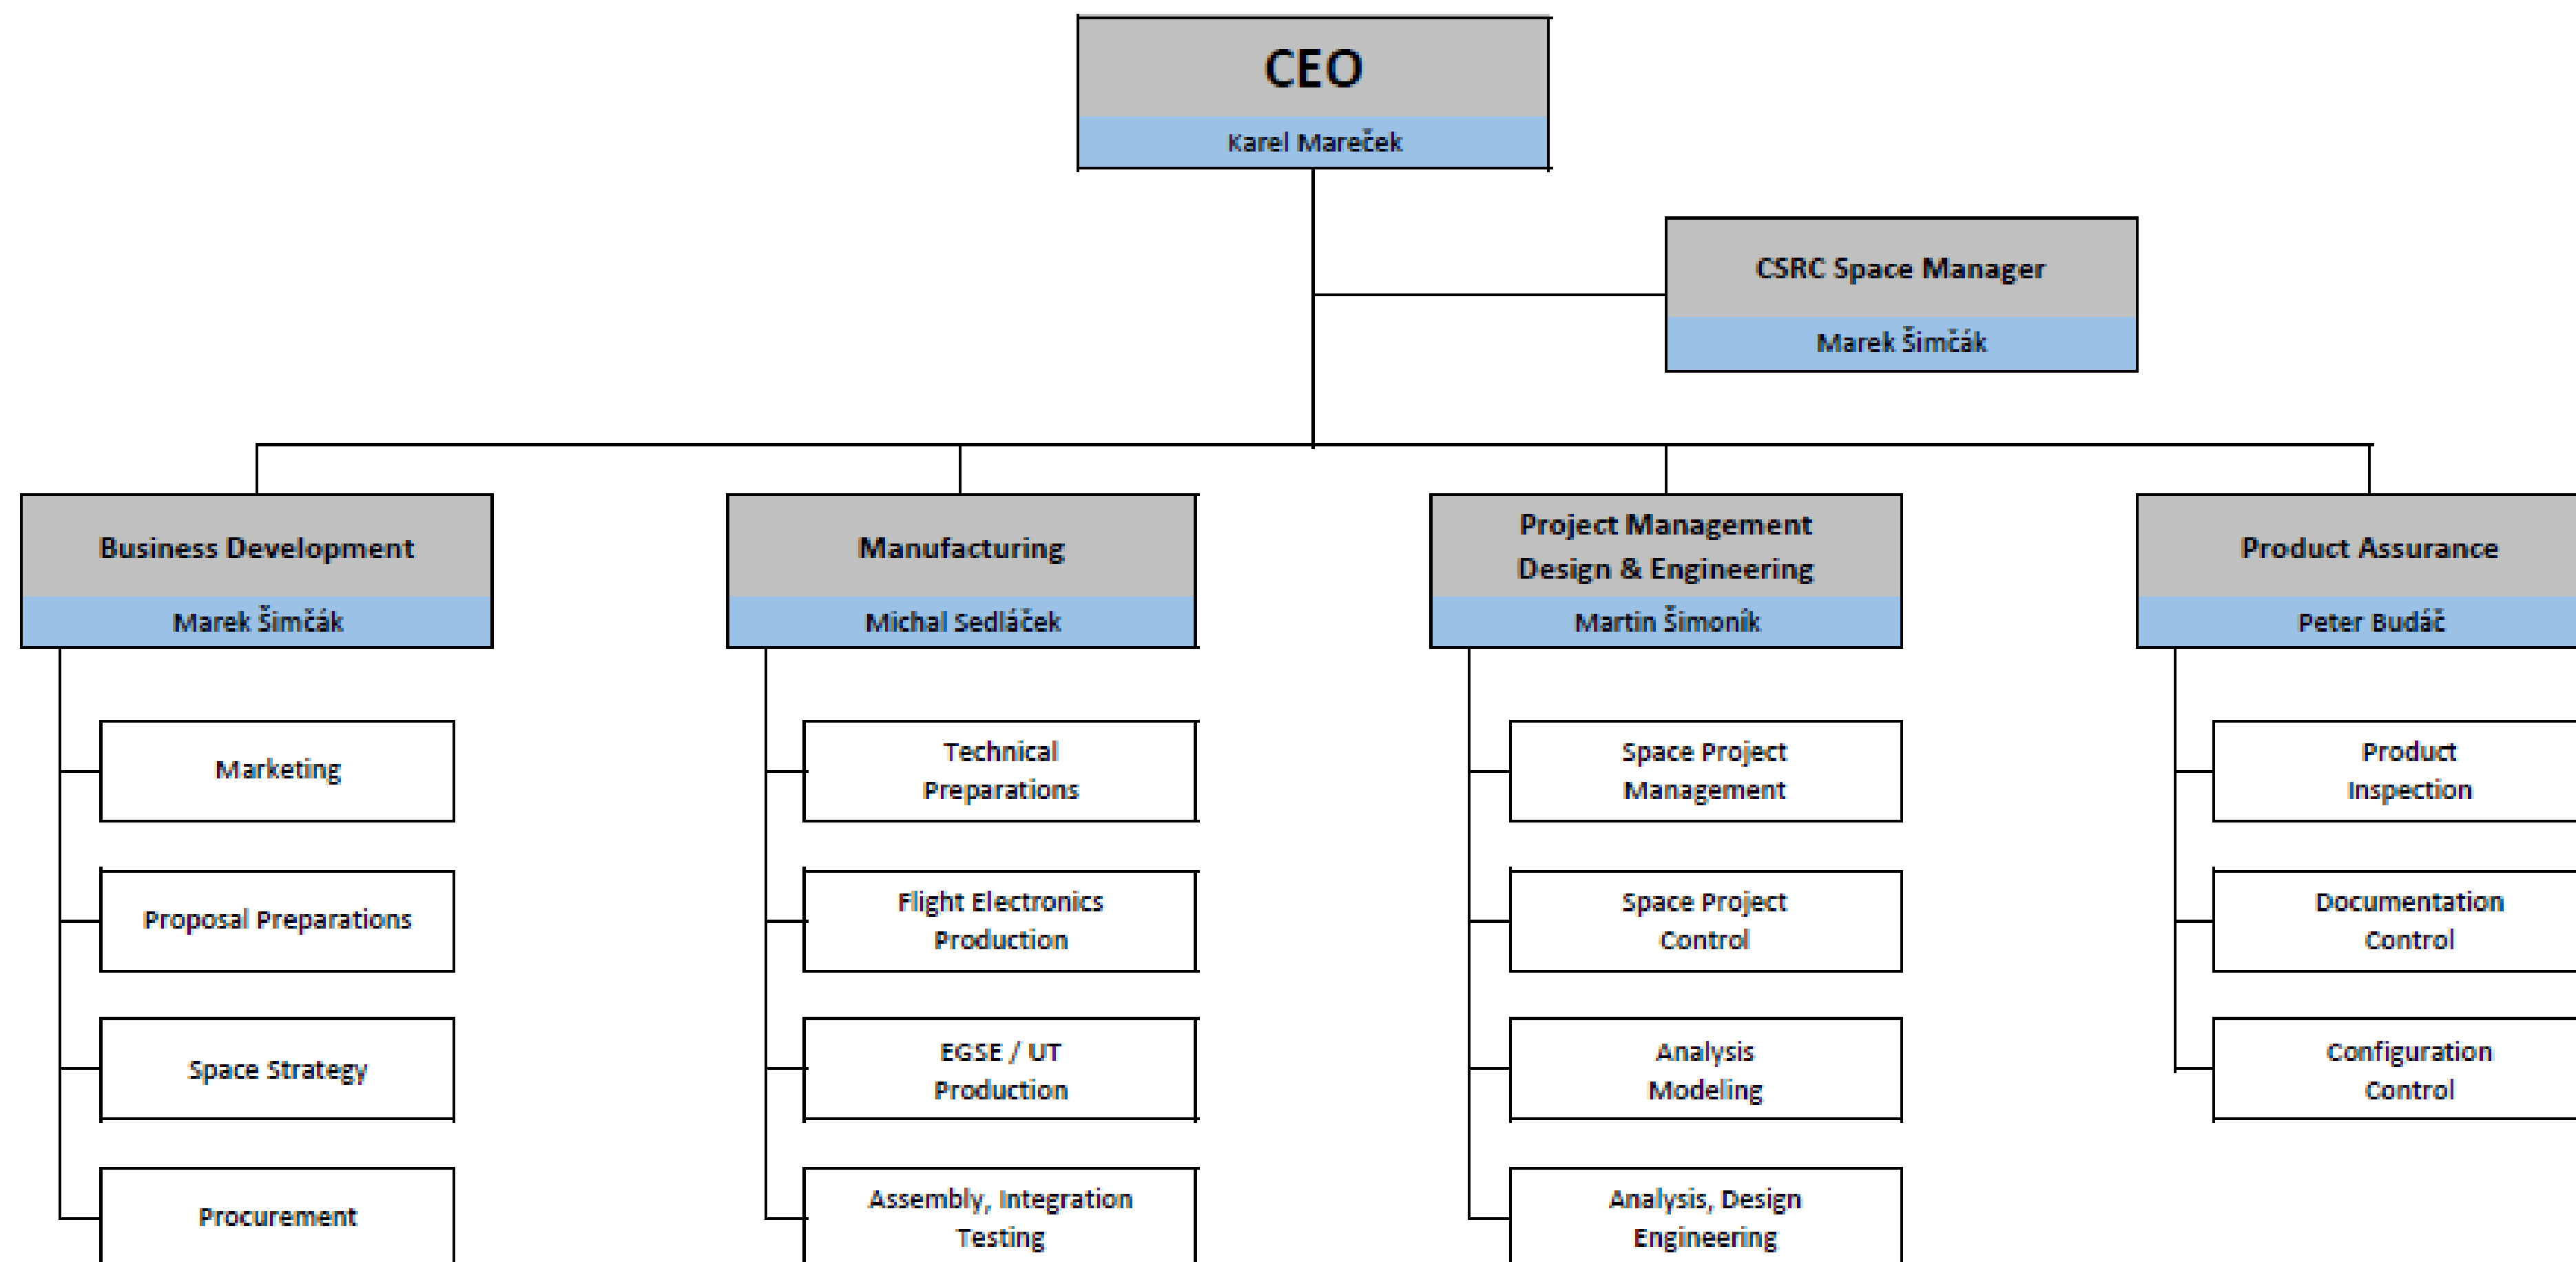 CEO
Karel Mareček
CSRC Space Manager
Marek Šimčák
Business Development
Marek Šimčák
Manufacturing
Michal Sedláček
Project Management
Design & Engineering
Martin Šimoník
Product Assurance
Peter Budáč
Marketing
Proposal Preparations
Space Strategy
Procurement
Technical
Preparations
Flight Electronics
Production
EGSE / UT
Production
Assembly, Integration
Testing
Space Project
Management
Space Project
Control
Analysis
Modeling
Analysis, Design
Engineering
Product
Inspection
Documentation
Control
Configuration
Control